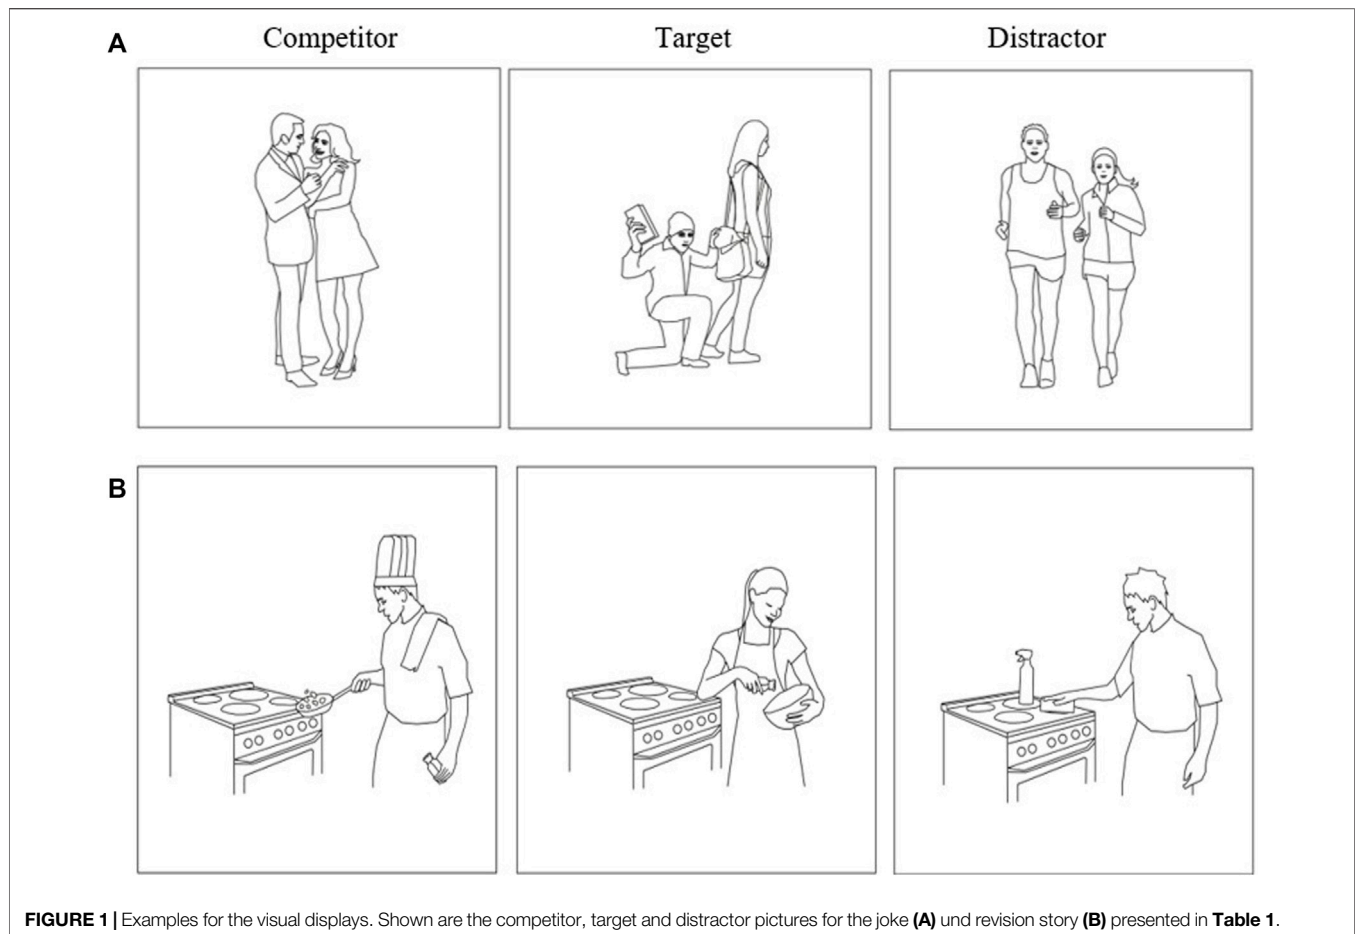 A
Competitor Target Distractor
B
FIGURE 1 | Examples for the visual displays. Shown are the competitor, target and distractor pictures for the joke (A) und revision story (B) presented in Table 1.